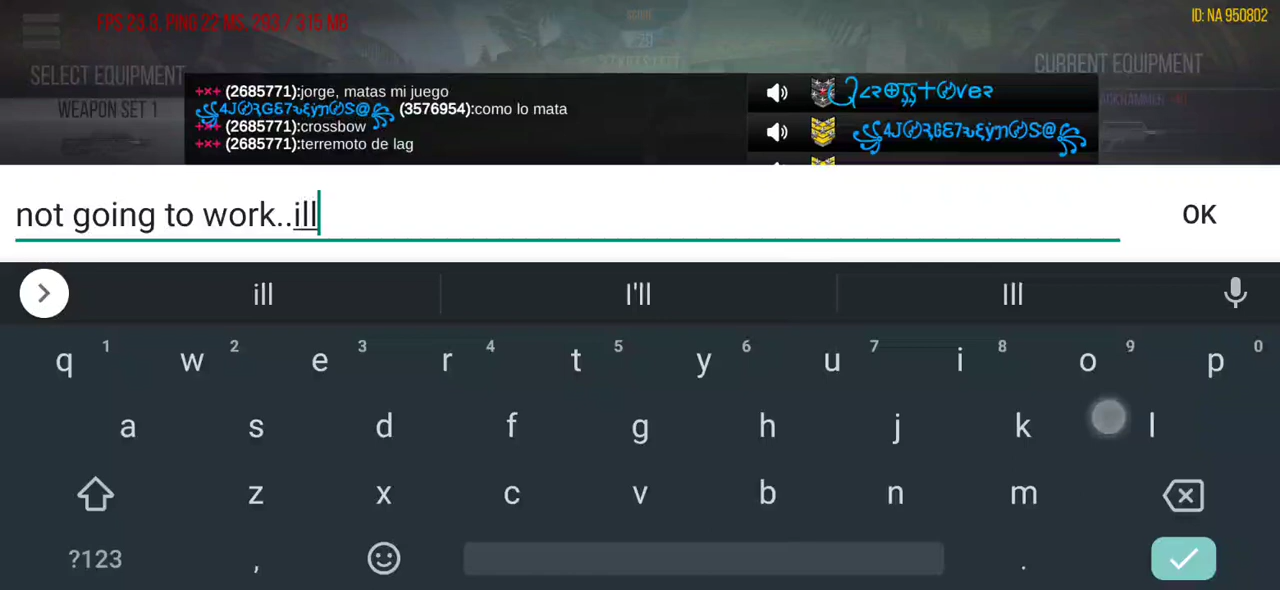 FPS 23.0, PING 22 MS, 293 / 315 MB
ID: NA 950802
SELECT EQUIPMENT
CURRENT EQUIPMENT
WEAPON SET 1
+×+ (2685771):jorge, matas mi juego
(3576954):como lo mata
+×+ (2685771):crossbow
+×+ (2685771):terremoto de lag
not going to work..ill
OK
ill I'll Ill
1 2 3 4 5 6 7 8 9 0
q w e r t y u i o p
a s d f g h j k l
z x c v b n m
?123 , .